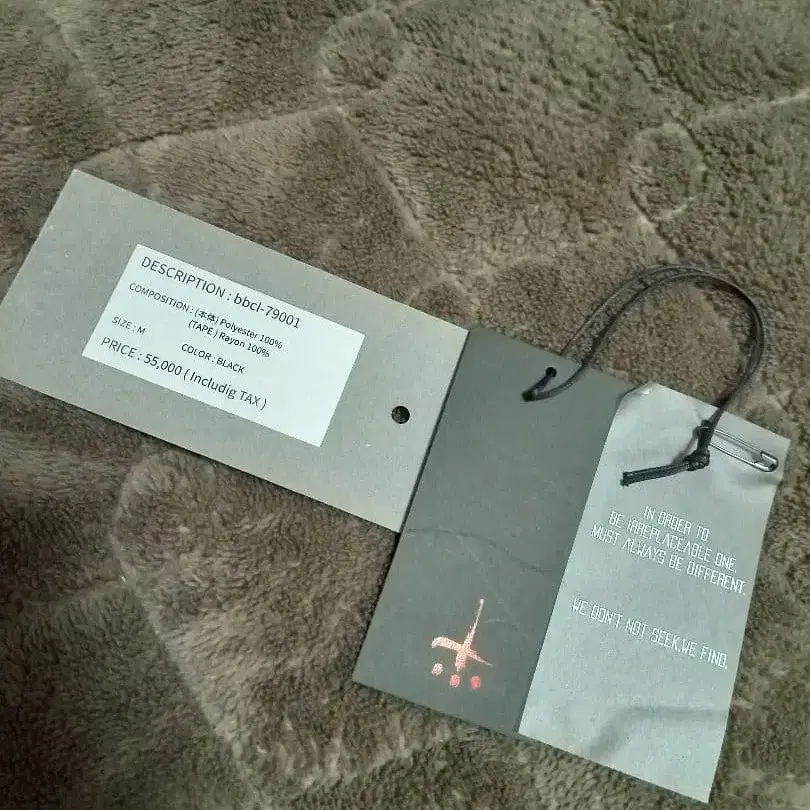 DESCRIPTION : bbcl-79001
COMPOSITION : (本体) Polyester 100%
(TAPE ) Rayon 100%
SIZE : M
COLOR : BLACK
PRICE : 55,000 ( Includig TAX )
IN ORDER TO
BE IRREPLACEABLE ONE,
MUST ALWAYS BE DIFFERENT.
WE DON'T NOT SEEK,WE FIND.